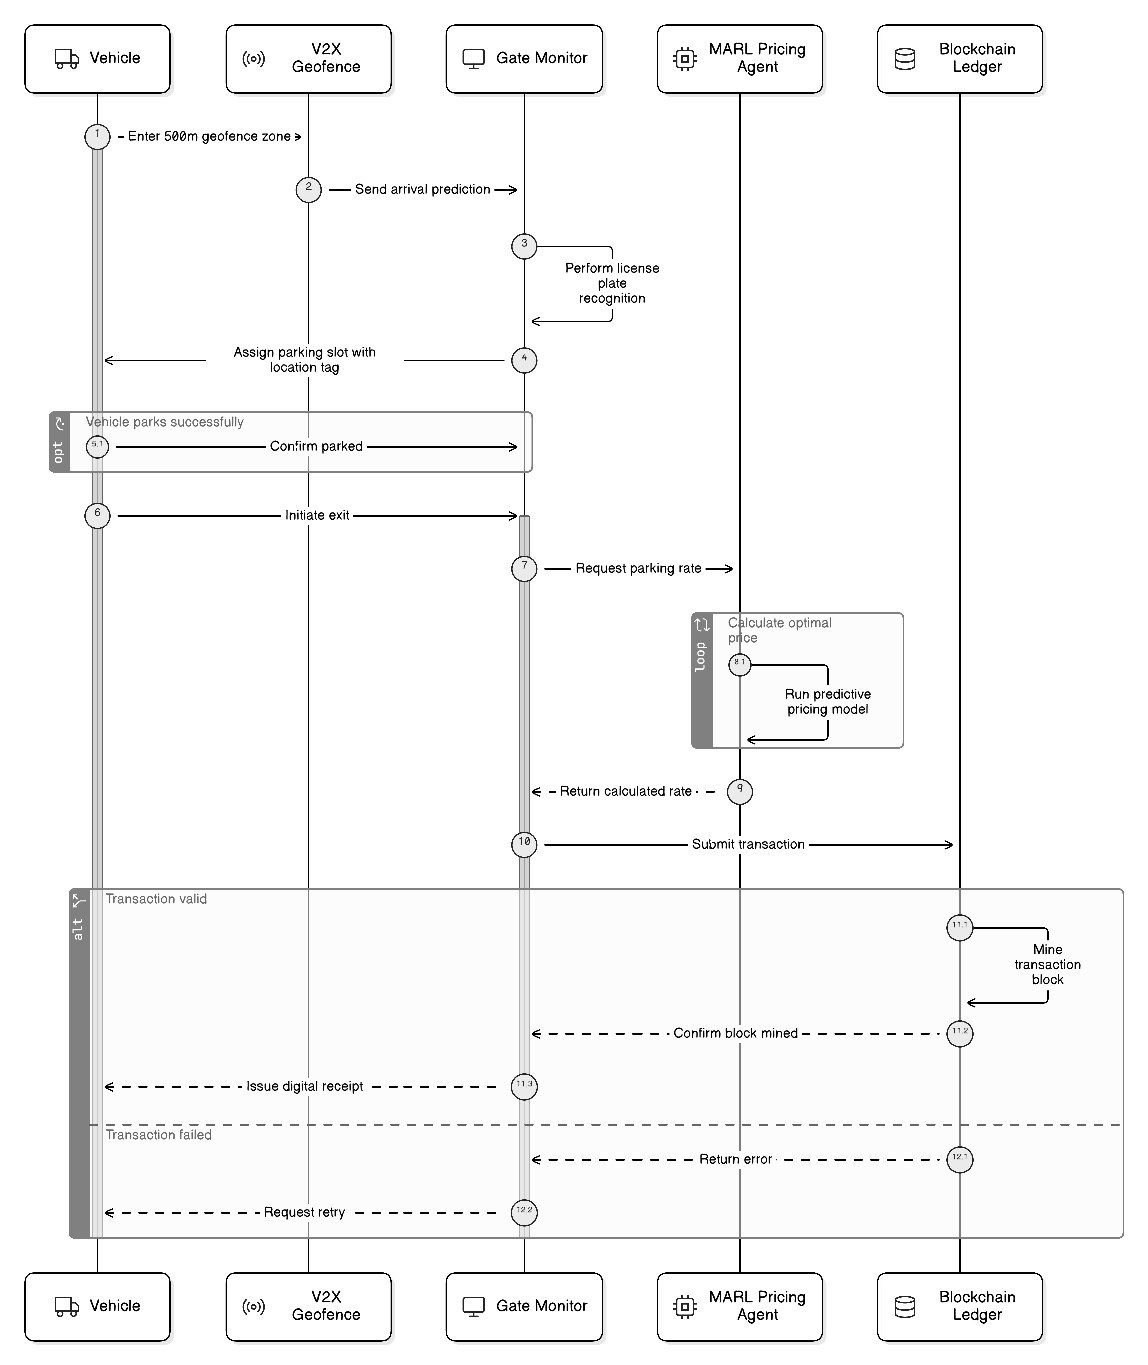 Vehicle
V2X
Geofence
Gate Monitor
MARL Pricing
Agent
Blockchain
Ledger
1
Enter 500m geofence zone
2
Send arrival prediction
3
Perform license
plate
recognition
4
Assign parking slot with
location tag
opt
Vehicle parks successfully
5.1
Confirm parked
6
Initiate exit
7
Request parking rate
loop
Calculate optimal
price
8.1
Run predictive
pricing model
9
Return calculated rate
10
Submit transaction
alt
Transaction valid
11.1
Mine
transaction
block
11.2
Confirm block mined
11.3
Issue digital receipt
Transaction failed
12.1
Return error
12.2
Request retry
Vehicle
V2X
Geofence
Gate Monitor
MARL Pricing
Agent
Blockchain
Ledger